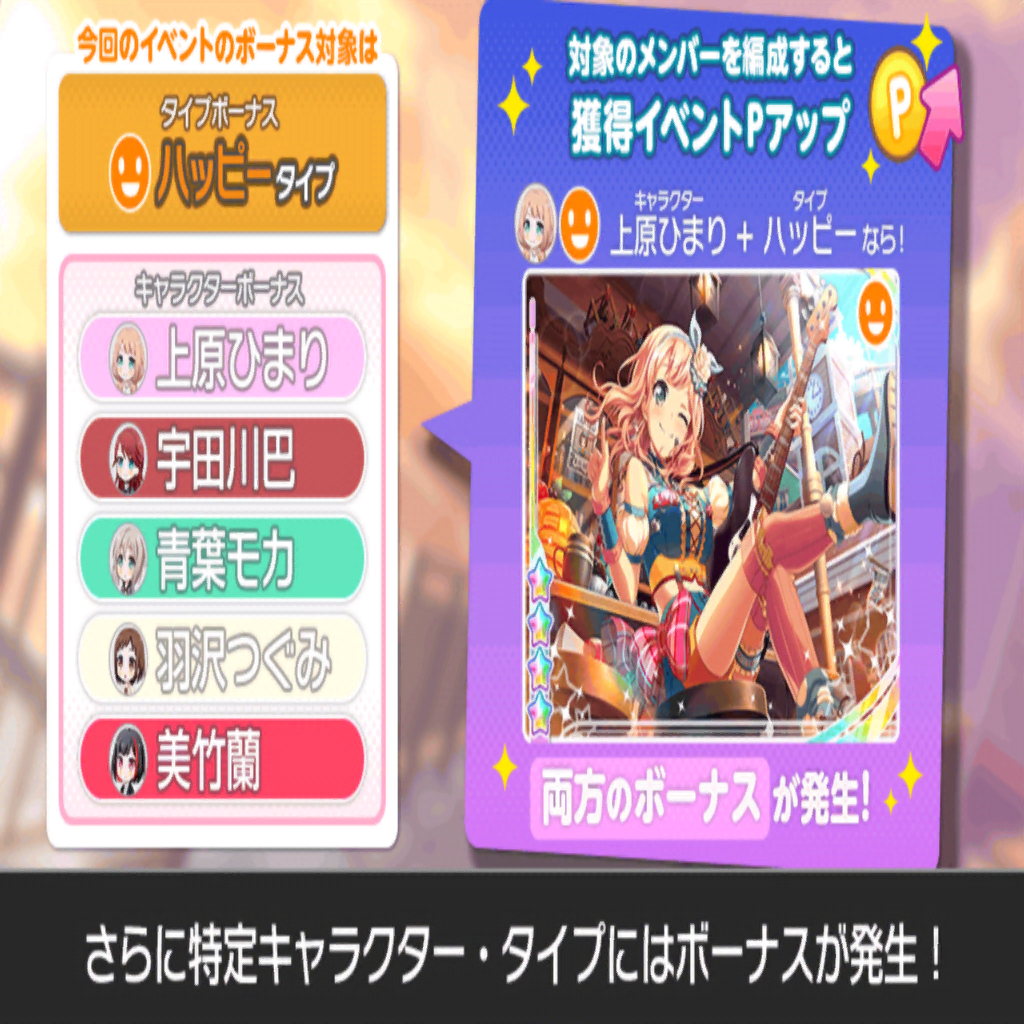 今回のイベントのボーナス対象は
タイプボーナス
ハッピータイプ
キャラクターボーナス
上原ひまり
宇田川巴
青葉モカ
羽沢つぐみ
美竹蘭
対象のメンバーを編成すると
獲得イベントPアップ
P
キャラクター タイプ
上原ひまり + ハッピーなら!
両方のボーナスが発生!
さらに特定キャラクター・タイプにはボーナスが発生!